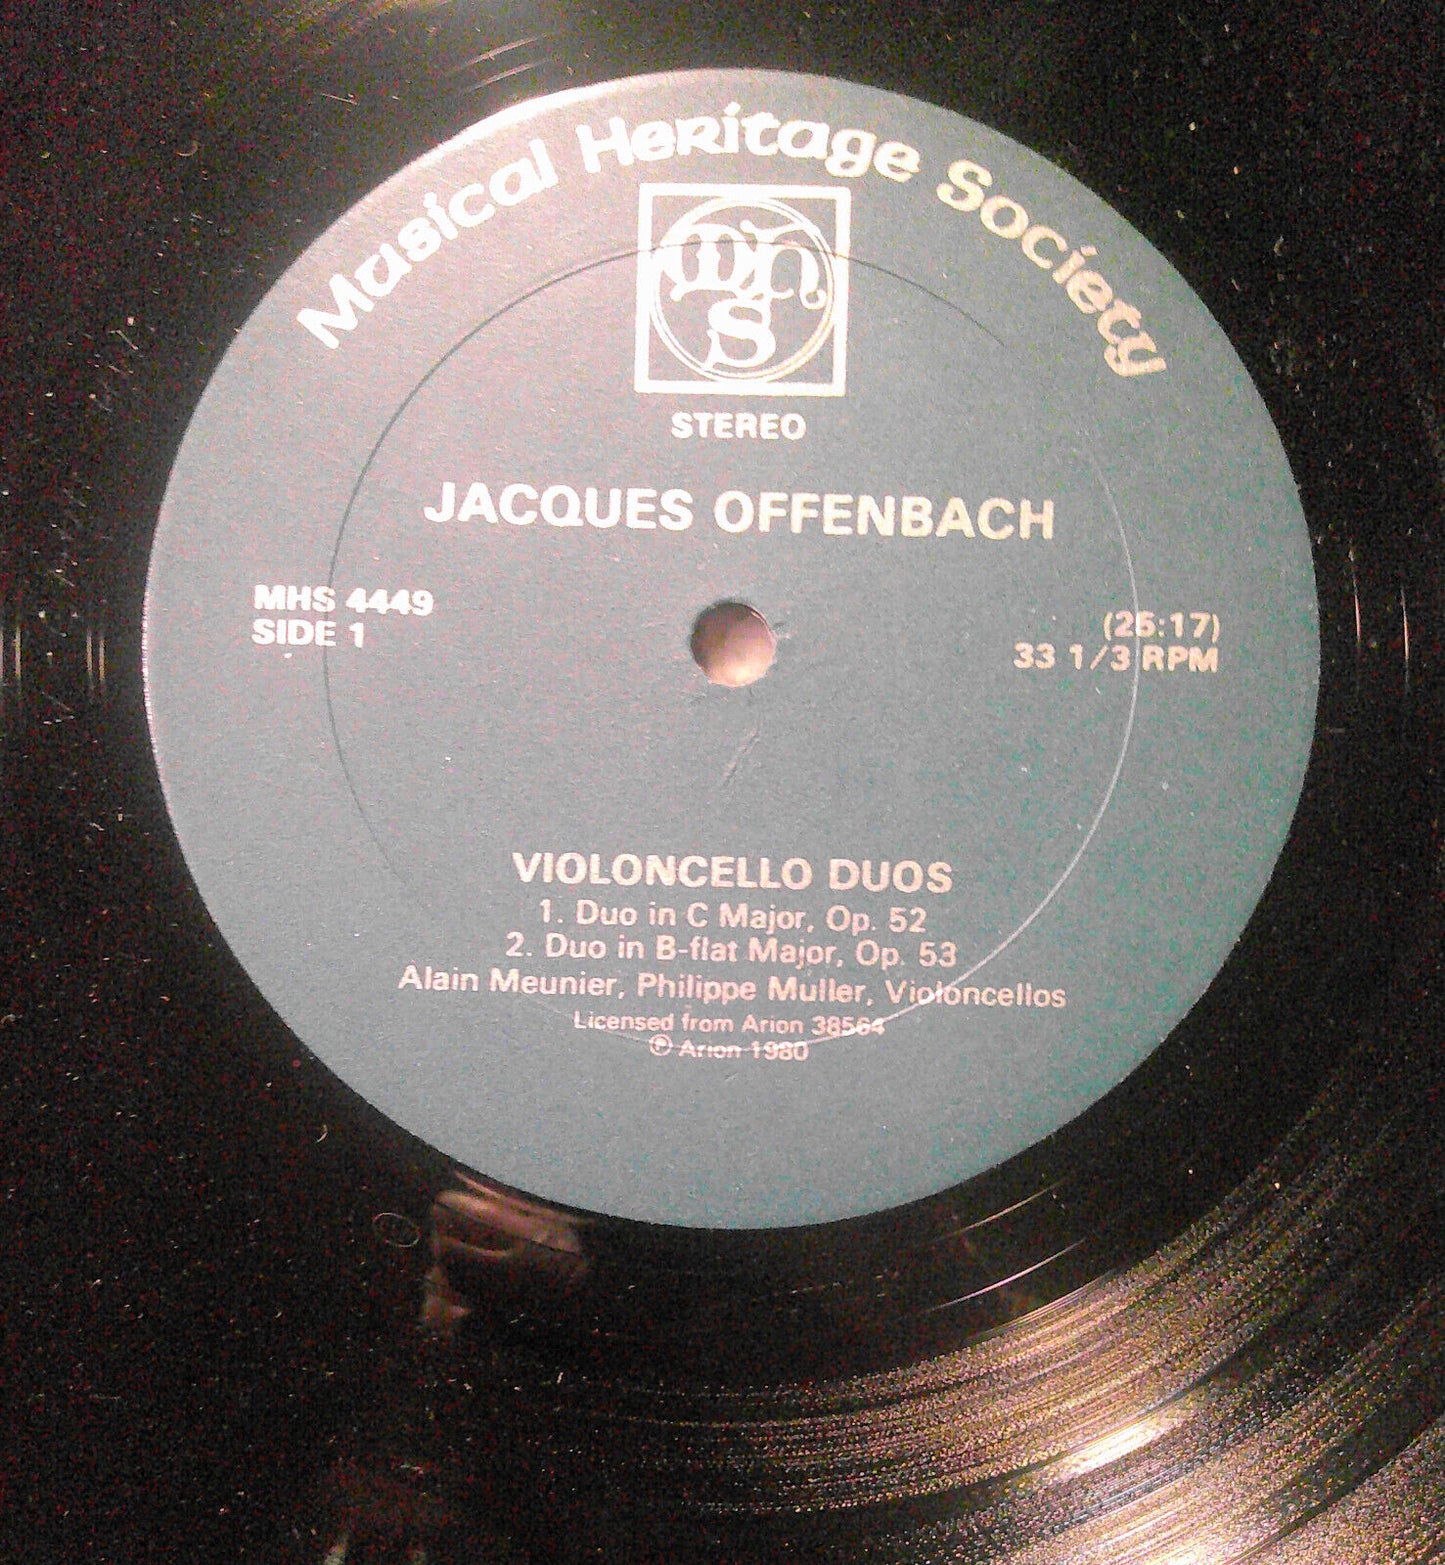 Musical Heritage Society
mhs
STEREO
JACQUES OFFENBACH
MHS 4449
SIDE 1
(25:17)
33 1/3 RPM
VIOLONCELLO DUOS
1. Duo in C Major, Op. 52
2. Duo in B-flat Major, Op. 53
Alain Meunier, Philippe Muller, Violoncellos
Licensed from Arion 38564
℗ Arion 1980